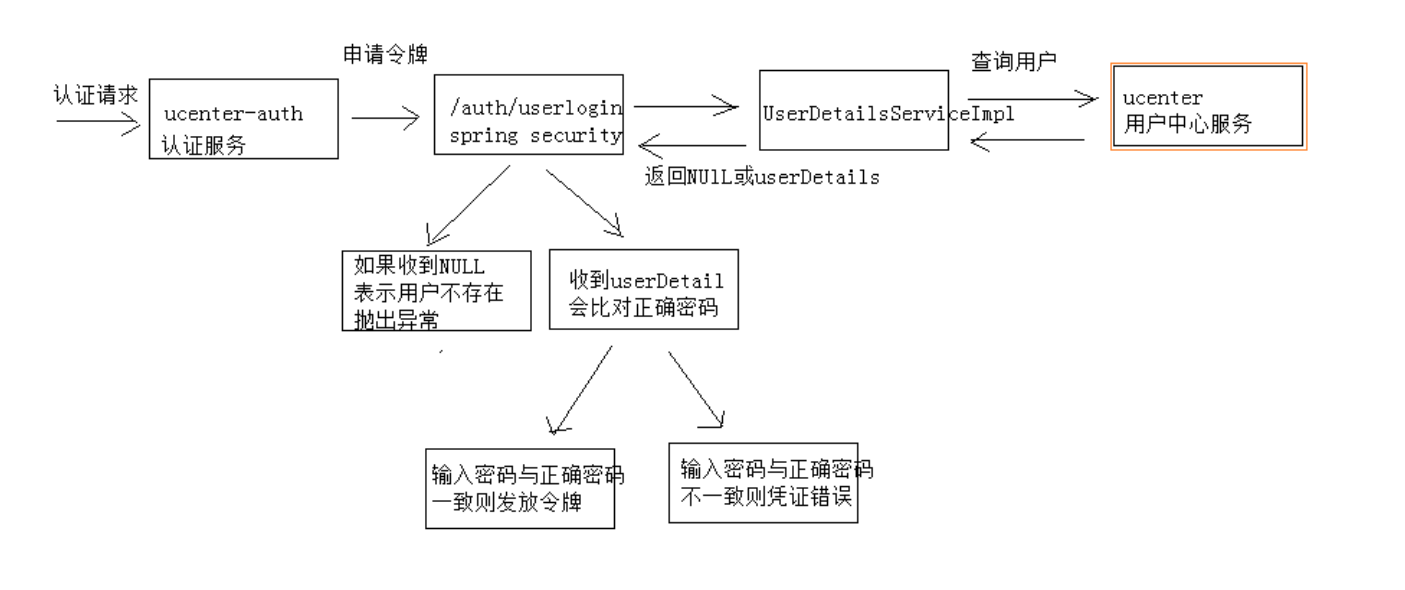 认证请求
ucenter-auth
认证服务
申请令牌
/auth/userlogin
spring security
UserDetailsServiceImpl
查询用户
ucenter
用户中心服务
返回NUlL或userDetails
如果收到NULL
表示用户不存在
抛出异常
收到userDetail
会比对正确密码
输入密码与正确密码
一致则发放令牌
输入密码与正确密码
不一致则凭证错误